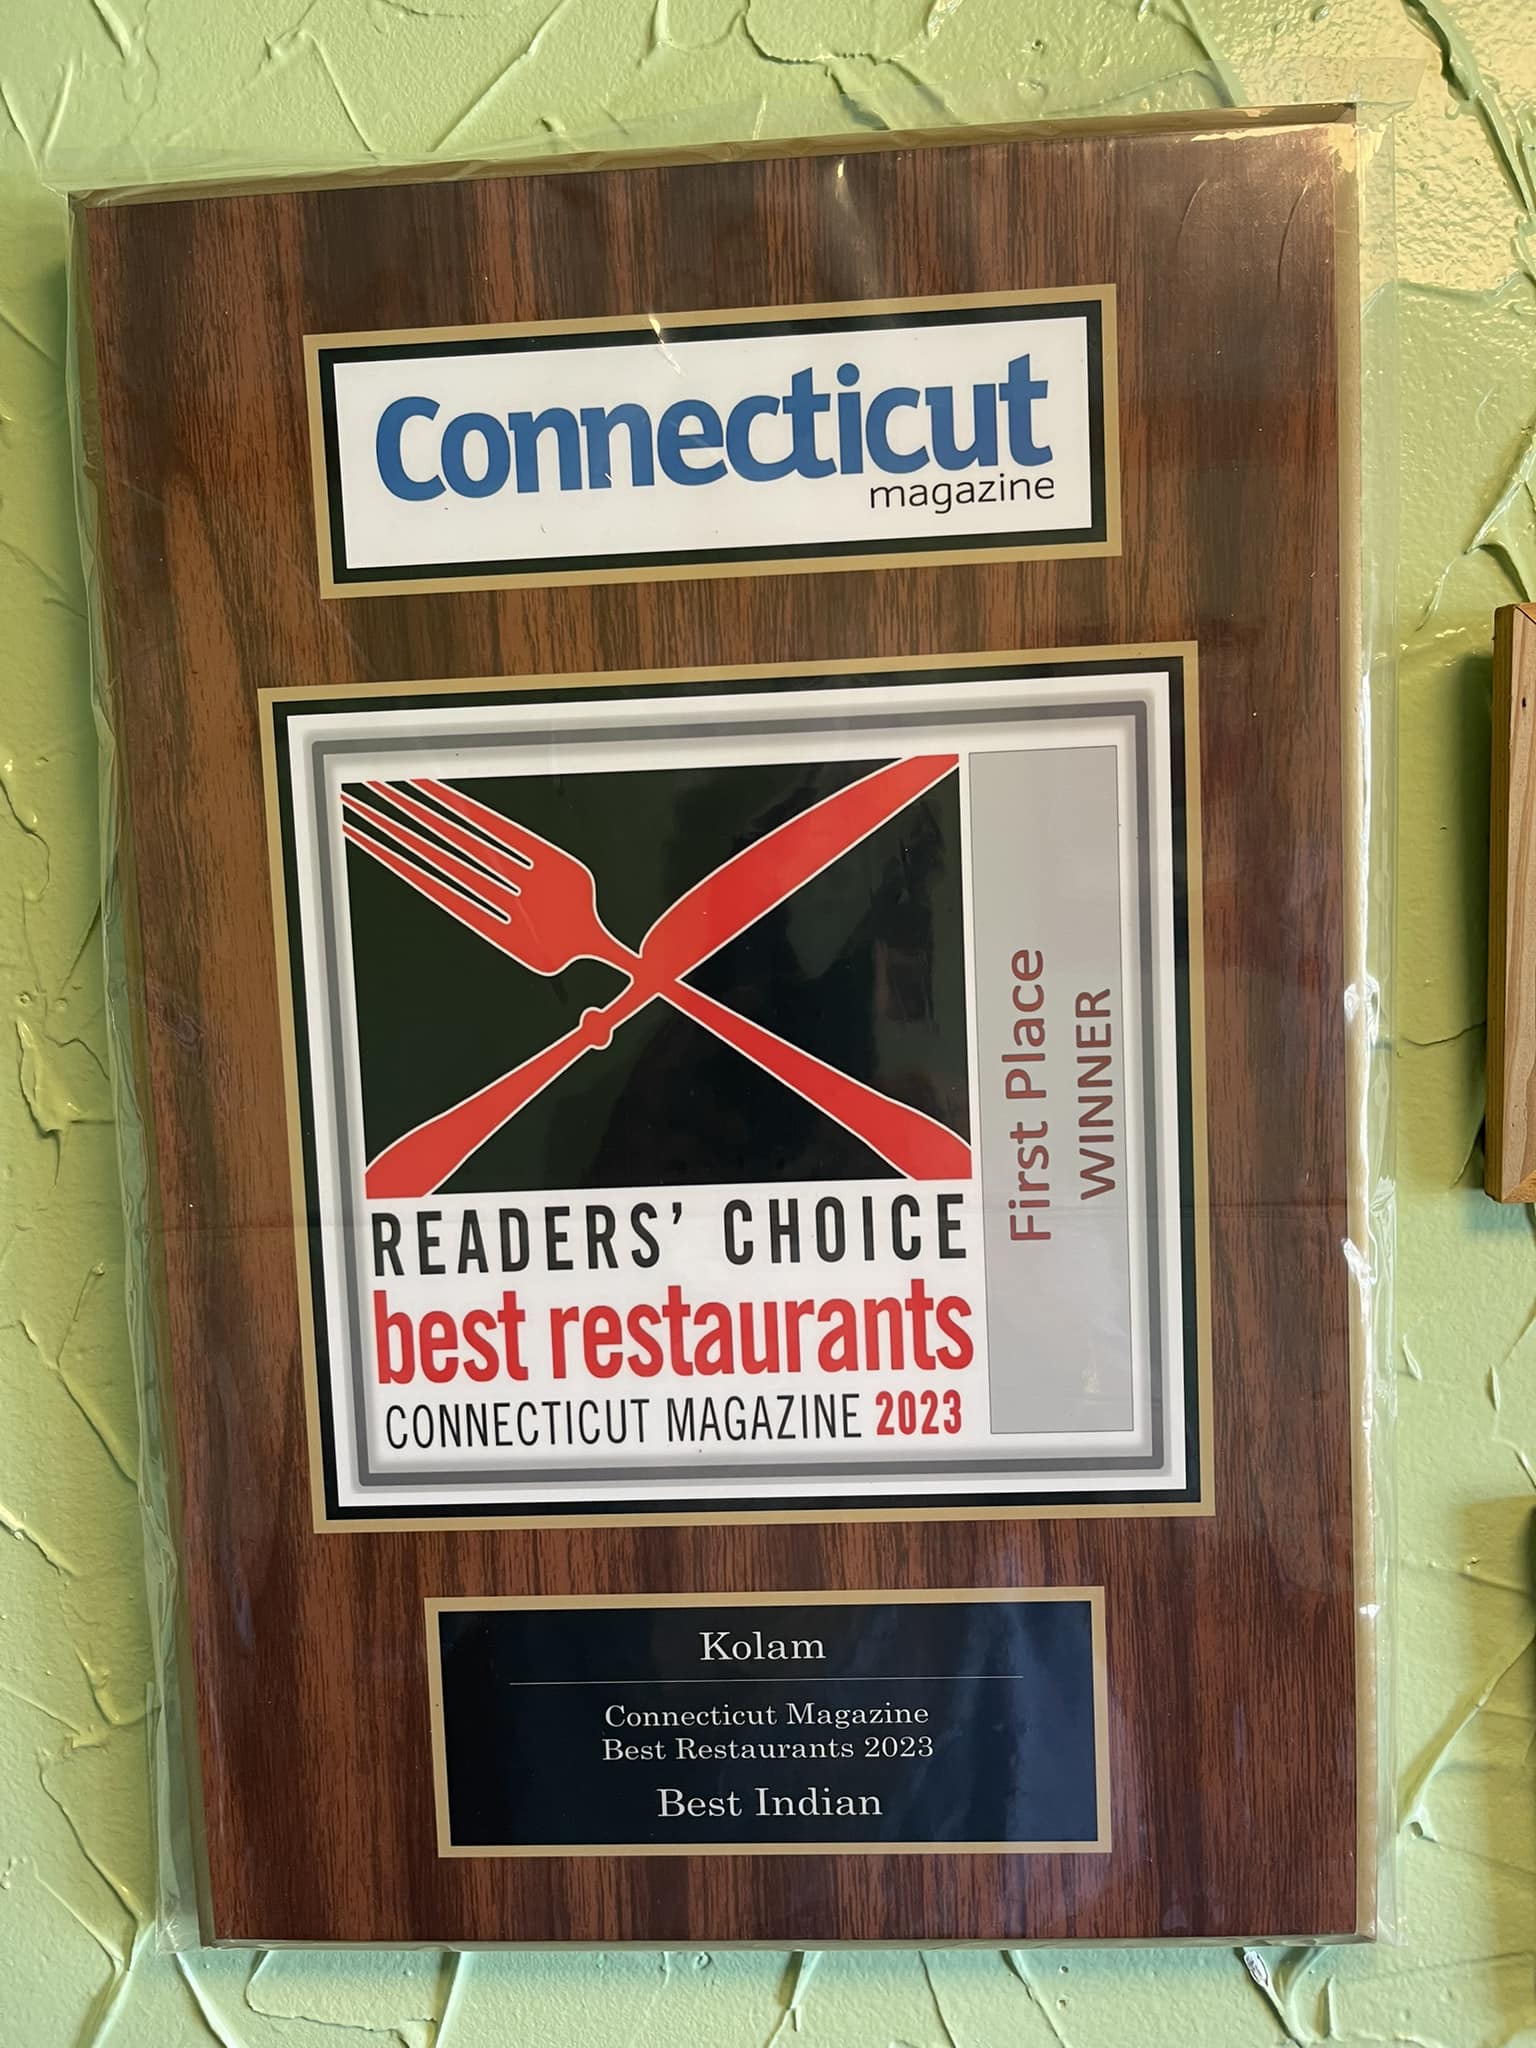 Connecticut
magazine
First Place
WINNER
READERS' CHOICE
best restaurants
CONNECTICUT MAGAZINE 2023
Kolam
Connecticut Magazine
Best Restaurants 2023
Best Indian